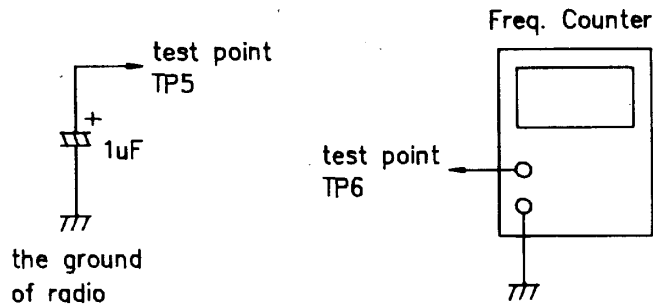 Freq. Counter
test point
TP5
+
1uF
test point
TP6
the ground
of radio